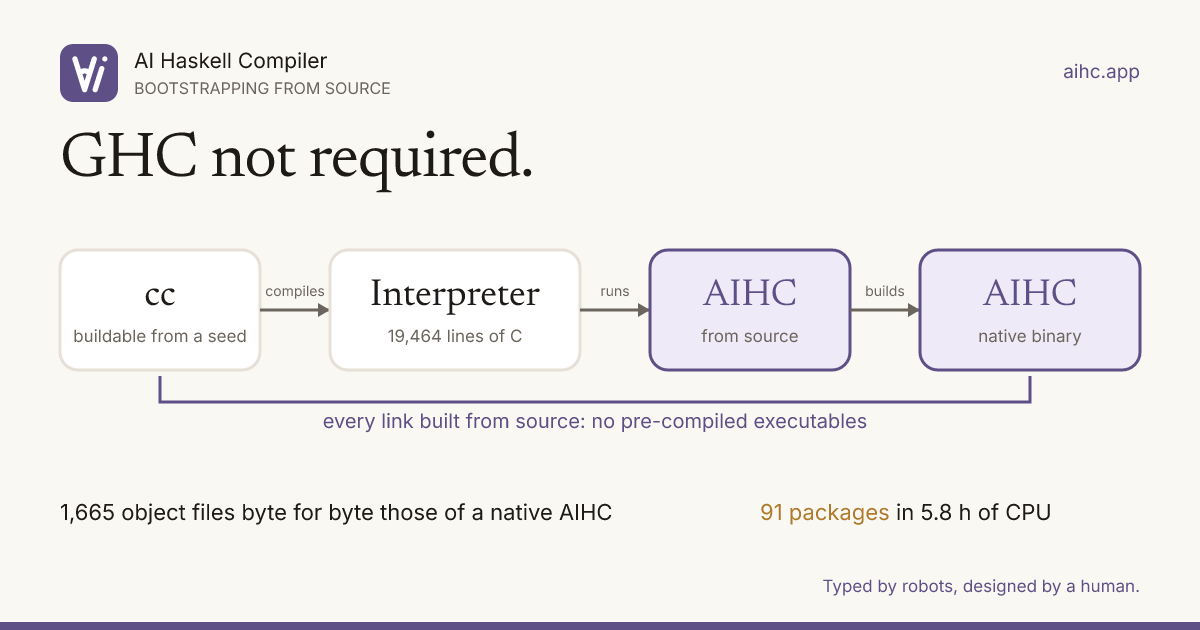 AI Haskell Compiler
BOOTSTRAPPING FROM SOURCE
aihc.app
GHC not required.
cc
buildable from a seed
compiles
Interpreter
19,464 lines of C
runs
AIHC
from source
builds
AIHC
native binary
every link built from source: no pre-compiled executables
1,665 object files byte for byte those of a native AIHC
91 packages in 5.8 h of CPU
Typed by robots, designed by a human.